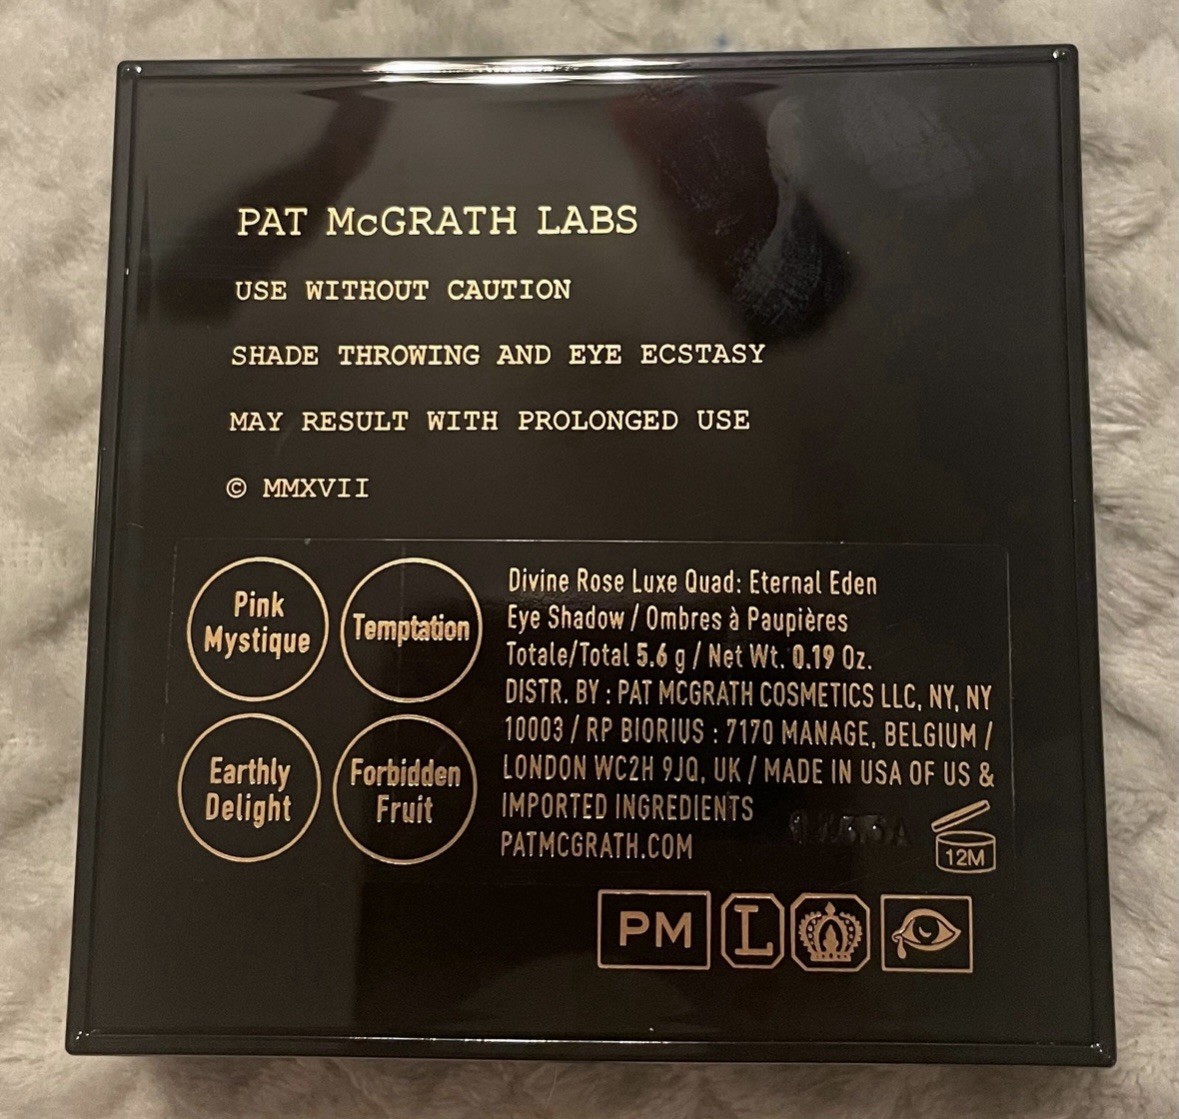 PAT McGRATH LABS
USE WITHOUT CAUTION
SHADE THROWING AND EYE ECSTASY
MAY RESULT WITH PROLONGED USE
© MMXVII
Pink
Mystique
Temptation
Earthly
Delight
Forbidden
Fruit
Divine Rose Luxe Quad: Eternal Eden
Eye Shadow / Ombres à Paupières
Totale/Total 5.6 g / Net Wt. 0.19 Oz.
DISTR. BY : PAT MCGRATH COSMETICS LLC, NY, NY
10003 / RP BIORIUS : 7170 MANAGE, BELGIUM /
LONDON WC2H 9JQ, UK / MADE IN USA OF US &
IMPORTED INGREDIENTS
PATMCGRATH.COM
12M
PM
L